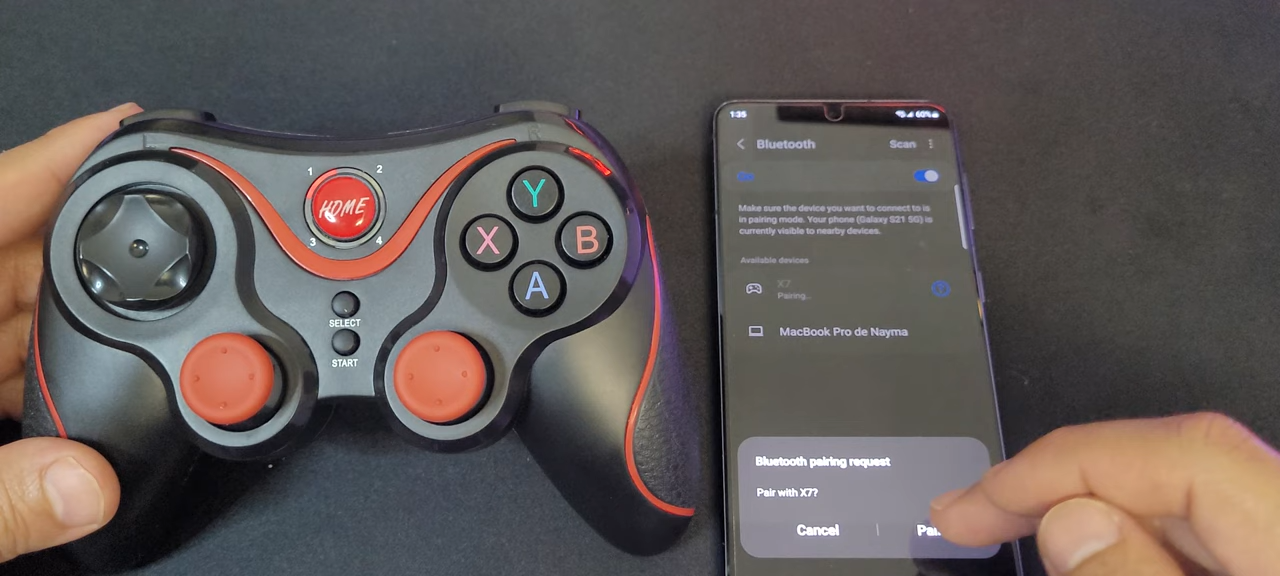 1
2
HOME
3
4
Y
X
B
A
SELECT
START
1:35
60%
Bluetooth
Scan
Make sure the device you want to connect to is
in pairing mode. Your phone (Galaxy S21 5G) is
currently visible to nearby devices.
Available devices
X7
Pairing...
MacBook Pro de Nayma
Bluetooth pairing request
Pair with X7?
Cancel